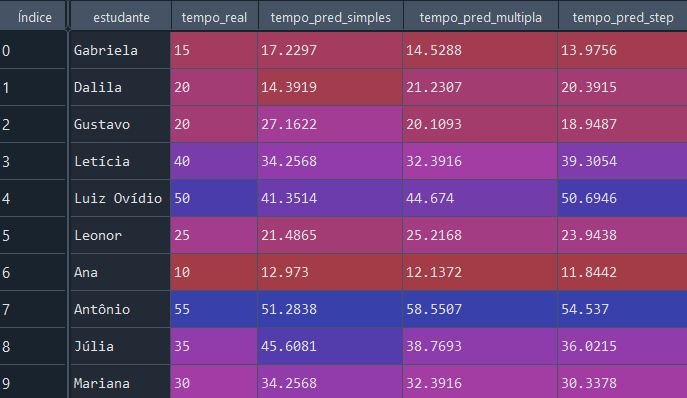 Índice estudante tempo_real tempo_pred_simples tempo_pred_multipla tempo_pred_step
0 Gabriela 15 17.2297 14.5288 13.9756
1 Dalila 20 14.3919 21.2307 20.3915
2 Gustavo 20 27.1622 20.1093 18.9487
3 Letícia 40 34.2568 32.3916 39.3054
4 Luiz Ovídio 50 41.3514 44.674 50.6946
5 Leonor 25 21.4865 25.2168 23.9438
6 Ana 10 12.973 12.1372 11.8442
7 Antônio 55 51.2838 58.5507 54.537
8 Júlia 35 45.6081 38.7693 36.0215
9 Mariana 30 34.2568 32.3916 30.3378